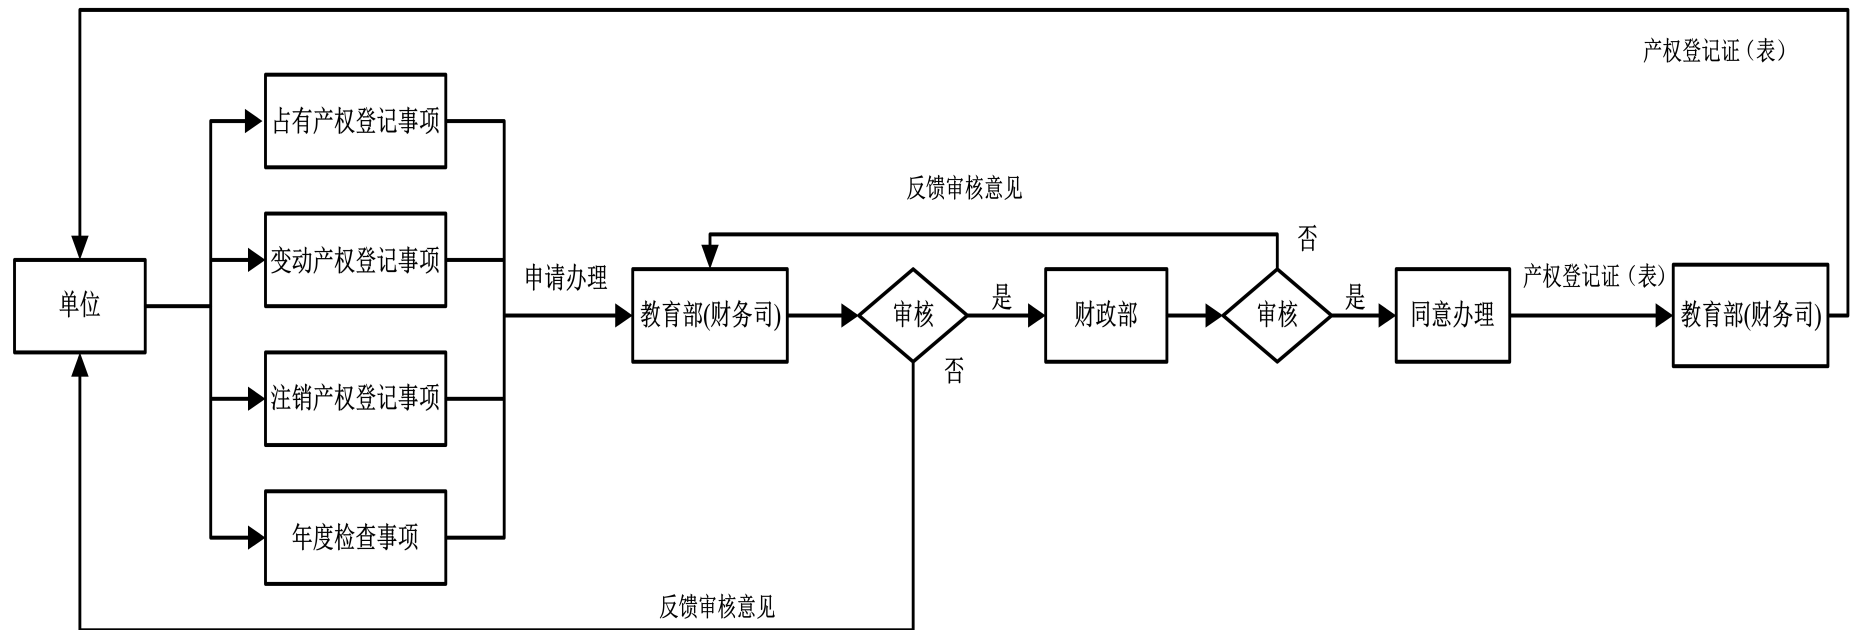 产权登记证（表）
占有产权登记事项
反馈审核意见
否
变动产权登记事项
申请办理
产权登记证（表）
单位
教育部(财务司)
审核
是
财政部
审核
是
同意办理
教育部(财务司)
否
注销产权登记事项
年度检查事项
反馈审核意见